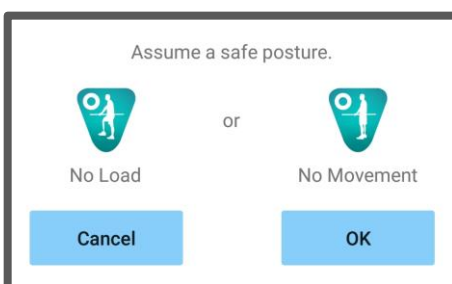 Assume a safe posture.
or
No Load
No Movement
Cancel
OK